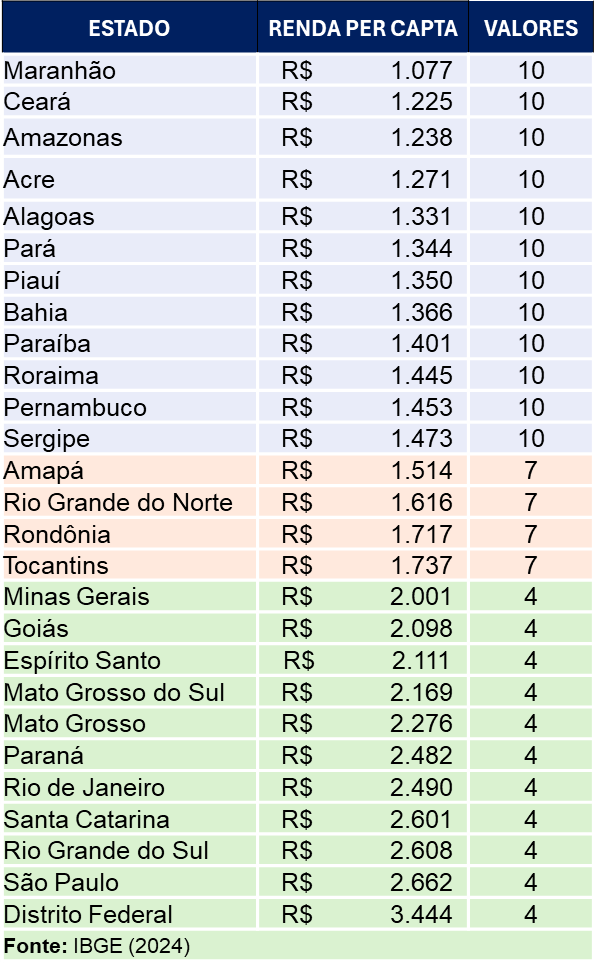 ESTADO RENDA PER CAPTA VALORES
Maranhão R$ 1.077 10
Ceará R$ 1.225 10
Amazonas R$ 1.238 10
Acre R$ 1.271 10
Alagoas R$ 1.331 10
Pará R$ 1.344 10
Piauí R$ 1.350 10
Bahia R$ 1.366 10
Paraíba R$ 1.401 10
Roraima R$ 1.445 10
Pernambuco R$ 1.453 10
Sergipe R$ 1.473 10
Amapá R$ 1.514 7
Rio Grande do Norte R$ 1.616 7
Rondônia R$ 1.717 7
Tocantins R$ 1.737 7
Minas Gerais R$ 2.001 4
Goiás R$ 2.098 4
Espírito Santo R$ 2.111 4
Mato Grosso do Sul R$ 2.169 4
Mato Grosso R$ 2.276 4
Paraná R$ 2.482 4
Rio de Janeiro R$ 2.490 4
Santa Catarina R$ 2.601 4
Rio Grande do Sul R$ 2.608 4
São Paulo R$ 2.662 4
Distrito Federal R$ 3.444 4
Fonte: IBGE (2024)